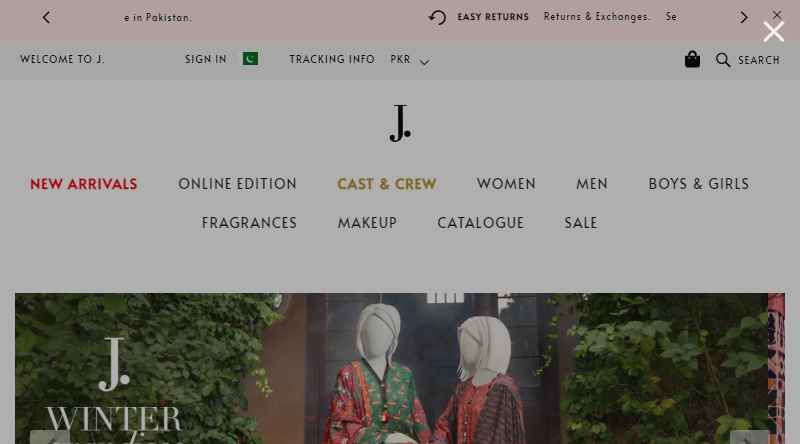 e in Pakistan.
EASY RETURNS Returns & Exchanges. Se
WELCOME TO J. SIGN IN TRACKING INFO PKR SEARCH
J.
NEW ARRIVALS ONLINE EDITION CAST & CREW WOMEN MEN BOYS & GIRLS
FRAGRANCES MAKEUP CATALOGUE SALE
J.
WINTER